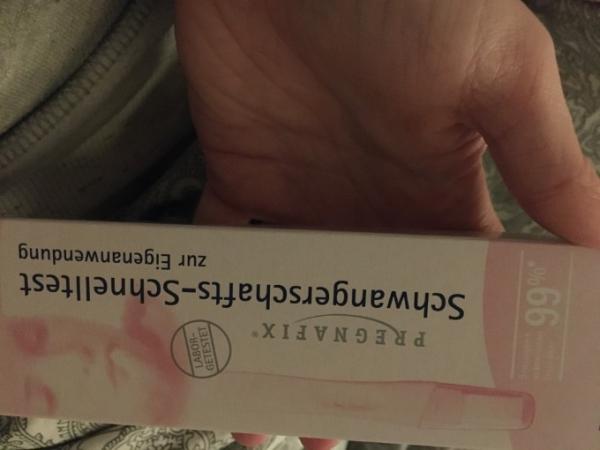 PREGNAFIX®
Schwangerschafts-Schnelltest
zur Eigenanwendung
LABOR-
GETESTET
99%*